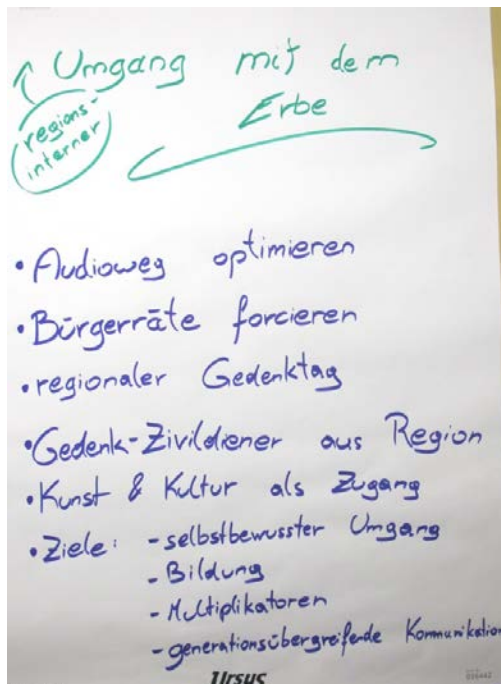 Umgang mit dem
Erbe
regions-
interner
• Audioweg optimieren
• Bürgerräte forcieren
• regionaler Gedenktag
• Gedenk-Zivildiener aus Region
• Kunst & Kultur als Zugang
• Ziele: - selbstbewusster Umgang
- Bildung
- Multiplikatoren
- generationsübergreifende Kommunikation
Ursus